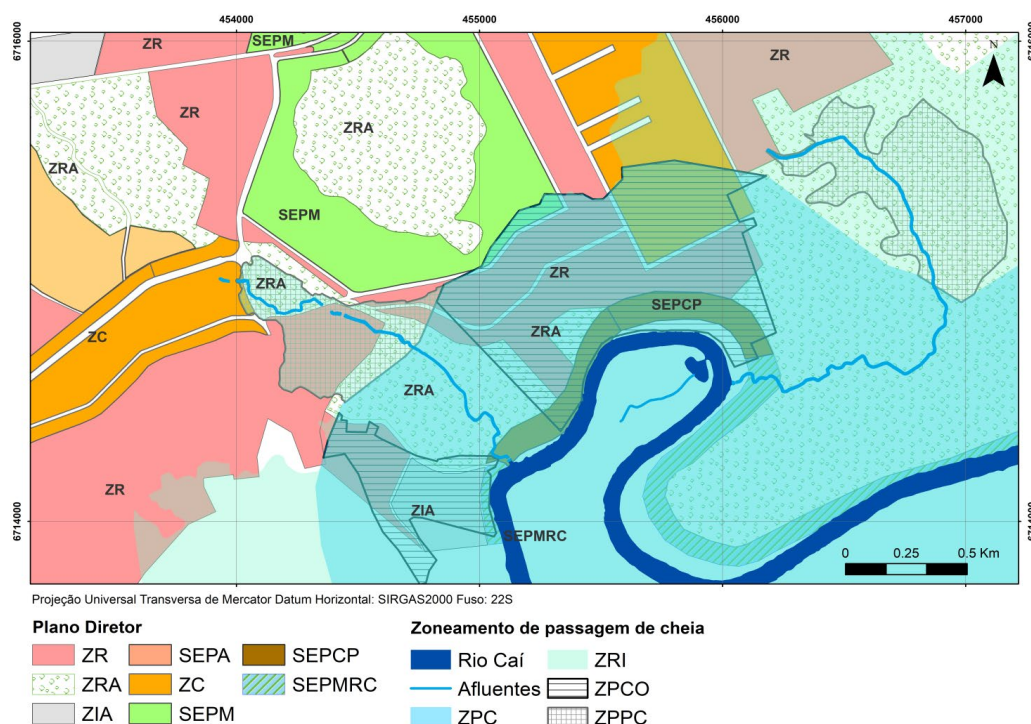 454000 455000 456000 457000
6716000 6716000
N
ZR SEPM ZR
ZR
ZRA
ZRA
SEPM
ZRA ZR
SEPCP
ZRA
ZC
ZRA
ZR
ZIA
SEPMRC
6714000
0 0.25 0.5 Km
Projeção Universal Transversa de Mercator Datum Horizontal: SIRGAS2000 Fuso: 22S
Plano Diretor
ZR SEPA SEPCP
ZRA ZC SEPMRC
ZIA SEPM
Zoneamento de passagem de cheia
Rio Caí ZRI
Afluentes ZPCO
ZPC ZPPC